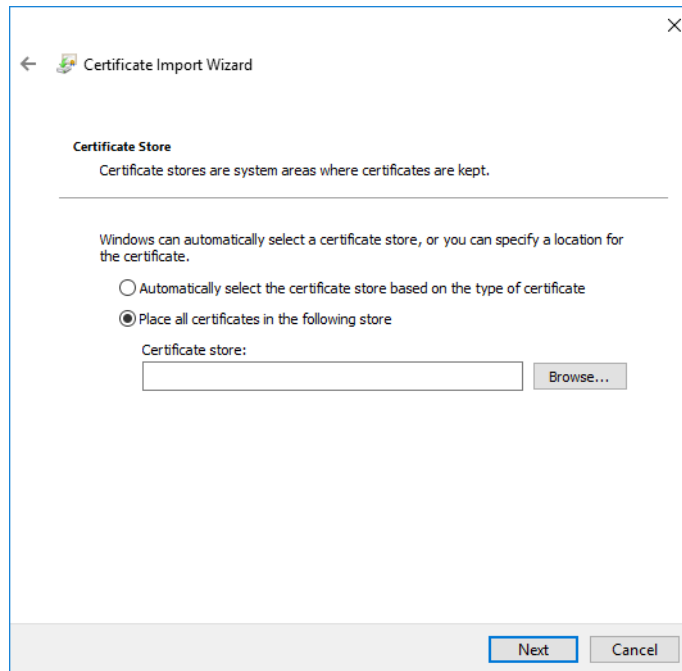 Certificate Import Wizard
Certificate Store
Certificate stores are system areas where certificates are kept.
Windows can automatically select a certificate store, or you can specify a location for
the certificate.
Automatically select the certificate store based on the type of certificate
Place all certificates in the following store
Certificate store:
Browse...
Next
Cancel